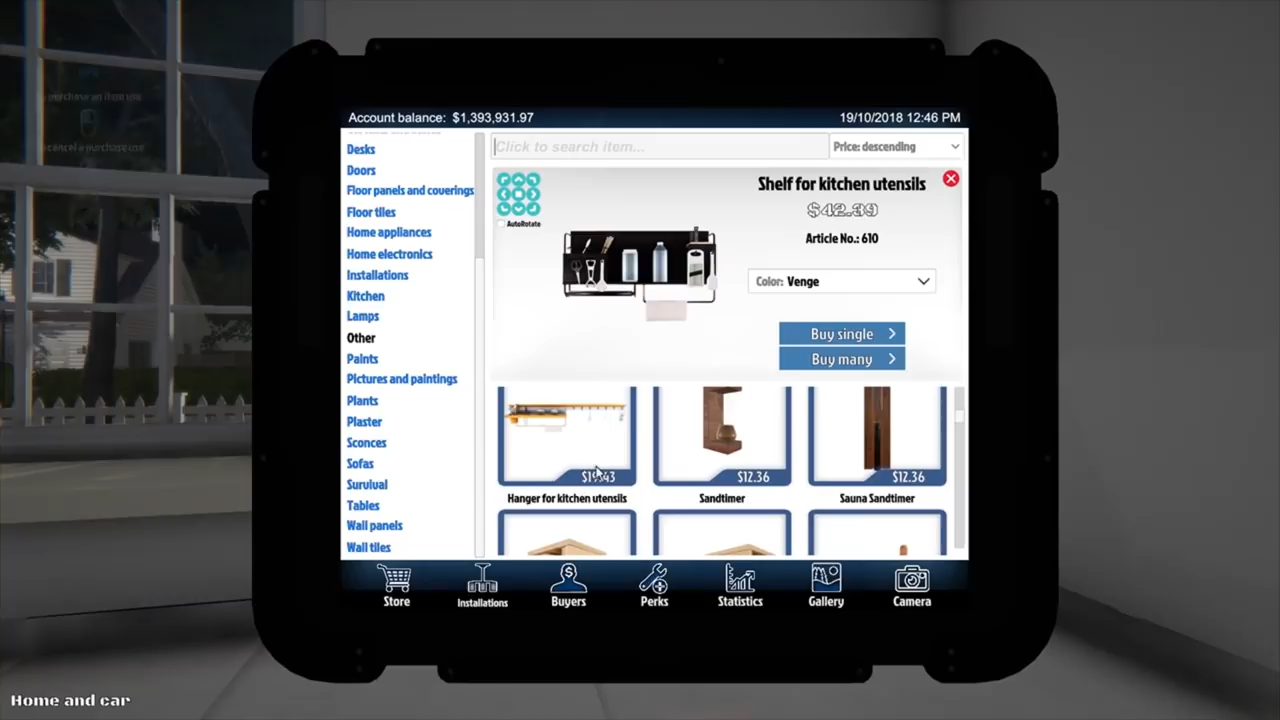 Account balance: $1,393,931.97
19/10/2018 12:46 PM
Desks
Doors
Floor panels and coverings
Floor tiles
Home appliances
Home electronics
Installations
Kitchen
Lamps
Other
Paints
Pictures and paintings
Plants
Plaster
Sconces
Sofas
Survival
Tables
Wall panels
Wall tiles
Click to search item...
Price: descending
AutoRotate
Shelf for kitchen utensils
$42.39
Article No.: 610
Color: Venge
Buy single
Buy many
$12.36
$12.36
Hanger for kitchen utensils
Sandtimer
Sauna Sandtimer
Store
Installations
Buyers
Perks
Statistics
Gallery
Camera
Home and car